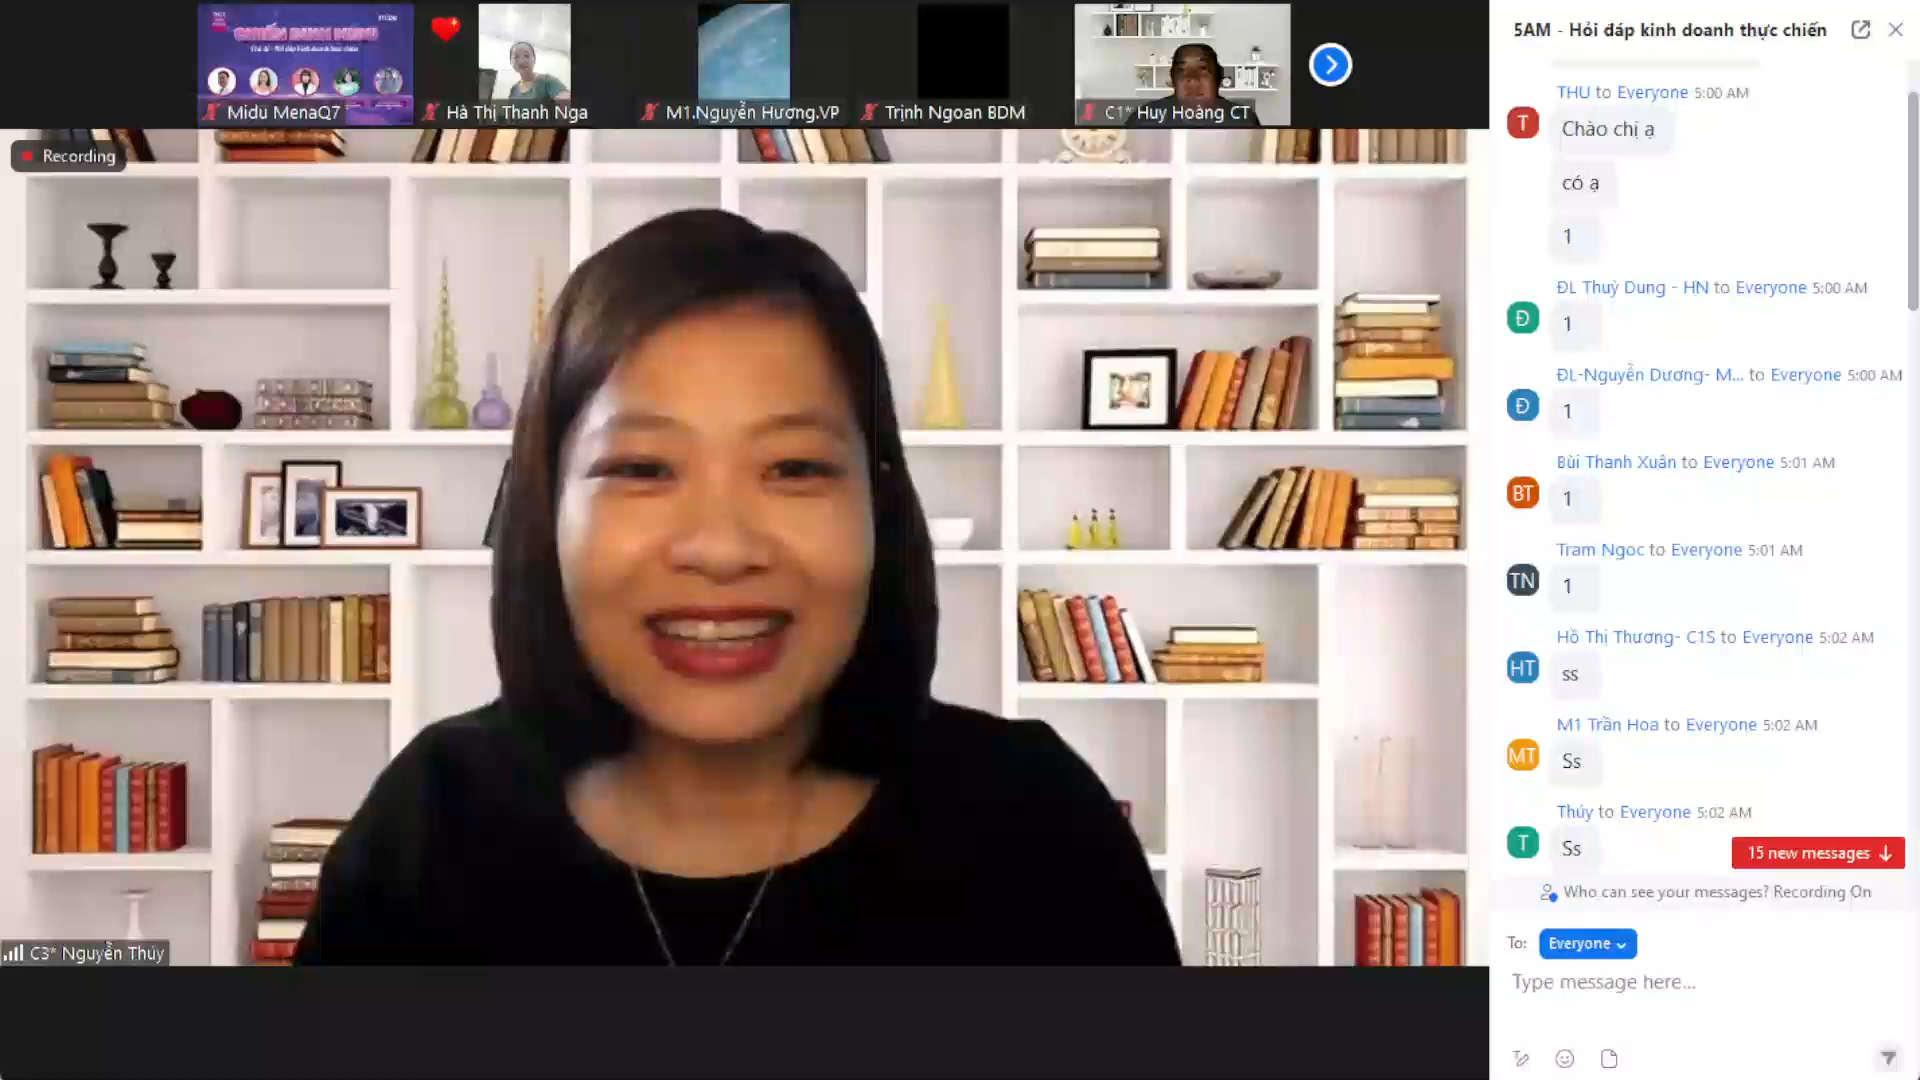 Midu MenaQ7
Hà Thị Thanh Nga
M1.Nguyễn Hương.VP
Trịnh Ngoan BDM
C1* Huy Hoàng CT
Recording
C3* Nguyễn Thúy
5AM - Hỏi đáp kinh doanh thực chiến
THU to Everyone 5:00 AM
T
Chào chị ạ
có ạ
1
ĐL Thuỳ Dung - HN to Everyone 5:00 AM
Đ
1
ĐL-Nguyễn Dương- M... to Everyone 5:00 AM
Đ
1
Bùi Thanh Xuân to Everyone 5:01 AM
BT
1
Tram Ngoc to Everyone 5:01 AM
TN
1
Hồ Thị Thương- C1S to Everyone 5:02 AM
HT
ss
M1 Trần Hoa to Everyone 5:02 AM
MT
Ss
Thúy to Everyone 5:02 AM
T
Ss
15 new messages
Who can see your messages? Recording On
To: Everyone
Type message here...